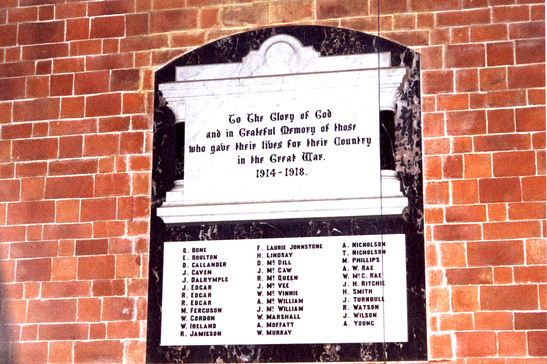 To The Glory of God
and in Grateful Memory of those
who gave their lives for their Country
in the Great War.
1914-1918.
G. BONE
E. BOULTON
D. CALLANDER
J. CAVEN
J. DALRYMPLE
J. EDGAR
R. EDGAR
R. EDGAR
M. FERGUSON
W. GORDON
W. IRELAND
R. JAMIESON
F. LAURIE JOHNSTONE
H. LINDSAY
D. McDILL
J. McCAW
R. McQUEEN
J. McVEE
W. McVINNIE
A. McWILLIAM
J. McWILLIAM
W. MARSHALL
A. MOFFATT
W. MURRAY
A. NICHOLSON
T. NICHOLSON
M. PHILLIPS
A. W. RAE
W. McC. RAE
J. H. RITCHIE
H. SMITH
J. TURNBULL
R. WATSON
J. WILSON
A. YOUNG